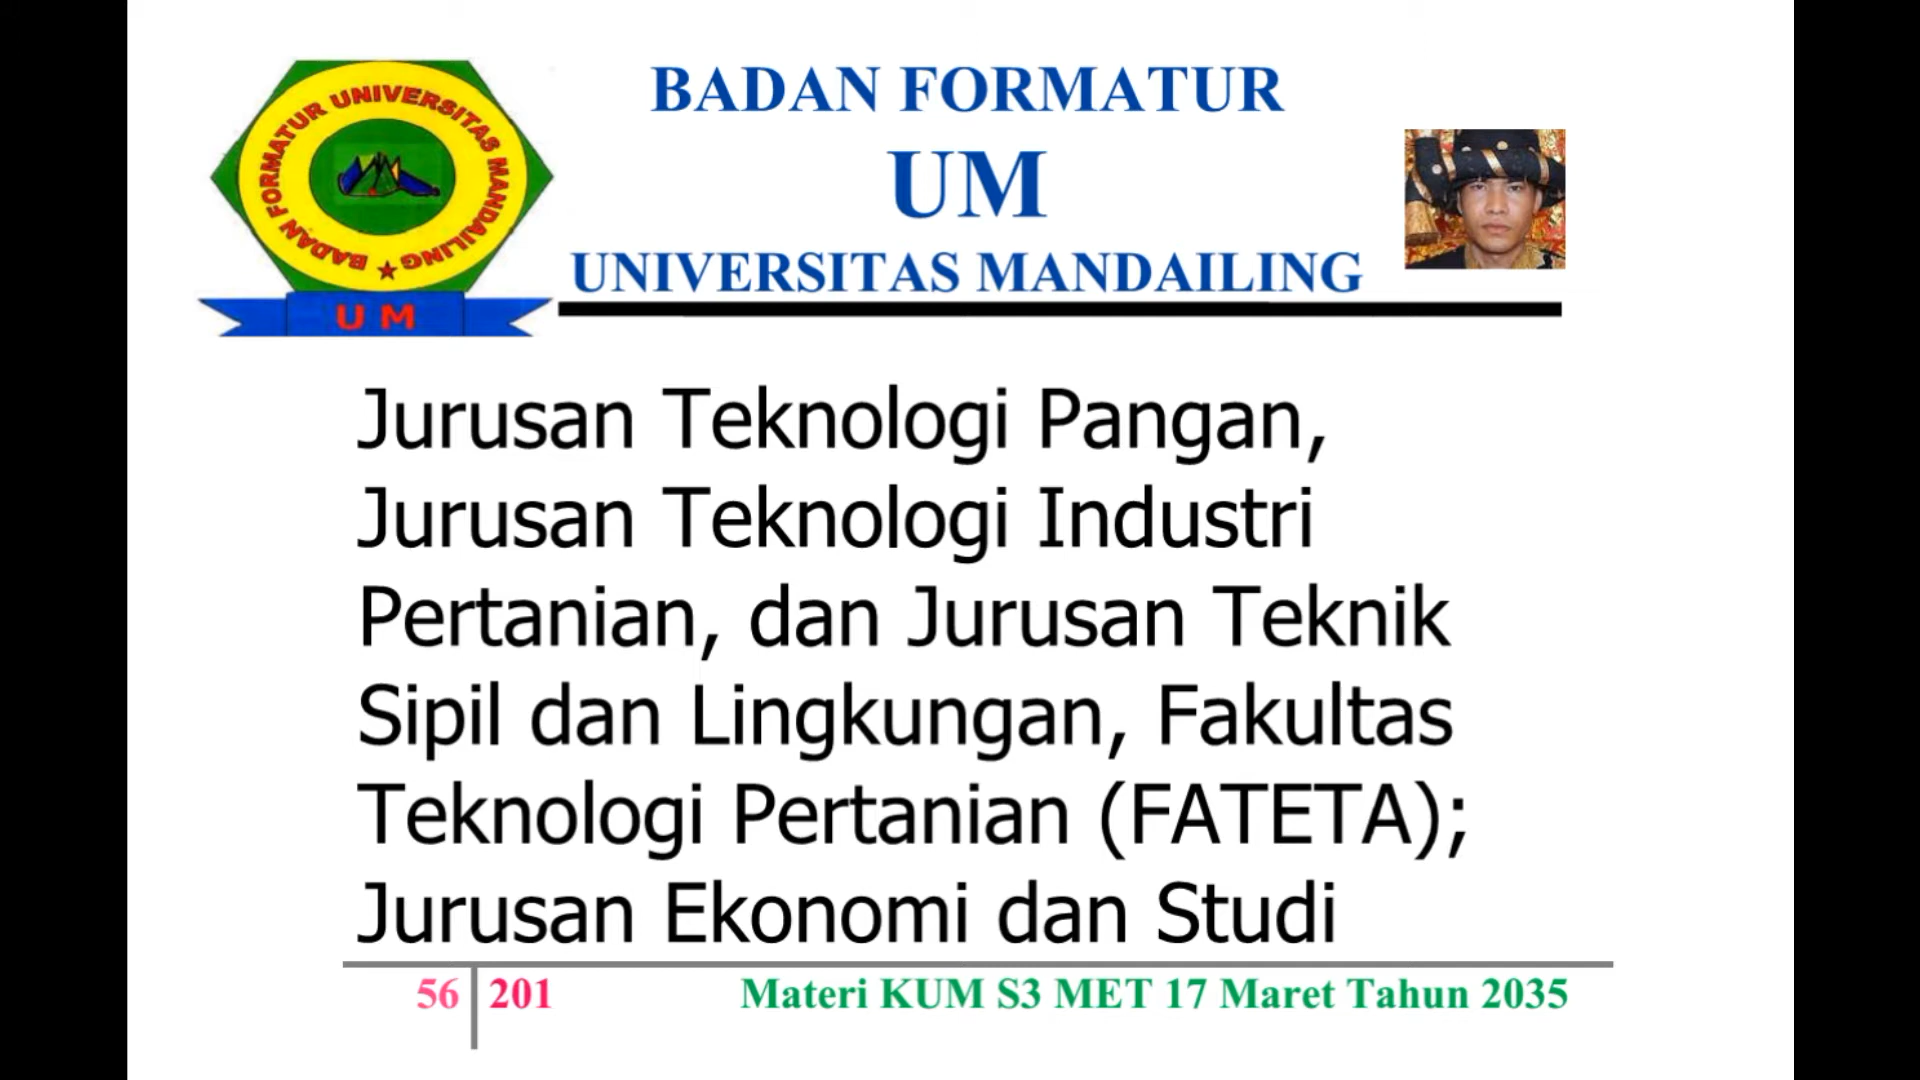 BADAN FORMATUR UNIVERSITAS MANDAILING
U M
BADAN FORMATUR
UM
UNIVERSITAS MANDAILING
Jurusan Teknologi Pangan,
Jurusan Teknologi Industri
Pertanian, dan Jurusan Teknik
Sipil dan Lingkungan, Fakultas
Teknologi Pertanian (FATETA);
Jurusan Ekonomi dan Studi
56 201 Materi KUM S3 MET 17 Maret Tahun 2035